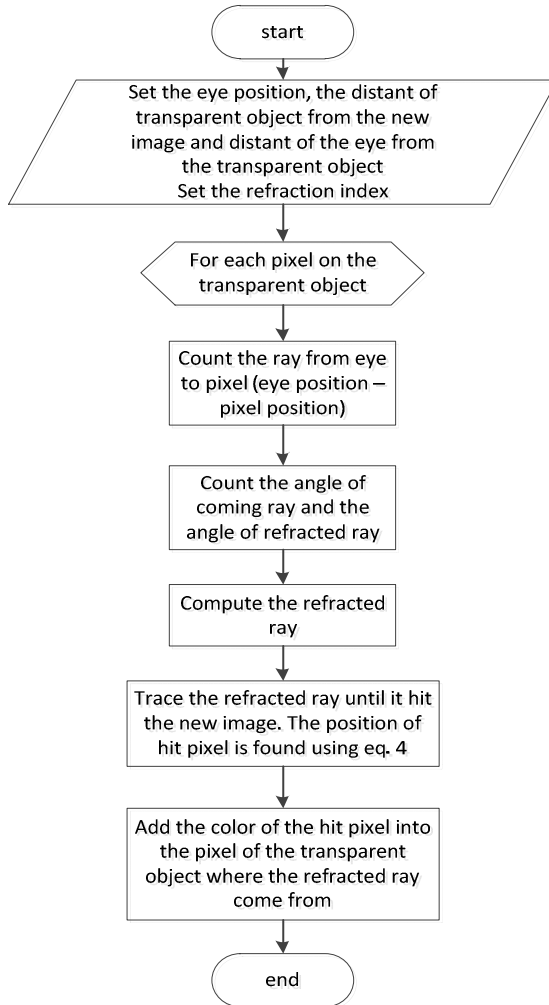 start
Set the eye position, the distant of
transparent object from the new
image and distant of the eye from
the transparent object
Set the refraction index
For each pixel on the
transparent object
Count the ray from eye
to pixel (eye position –
pixel position)
Count the angle of
coming ray and the
angle of refracted ray
Compute the refracted
ray
Trace the refracted ray until it hit
the new image. The position of
hit pixel is found using eq. 4
Add the color of the hit pixel into
the pixel of the transparent
object where the refracted ray
come from
end